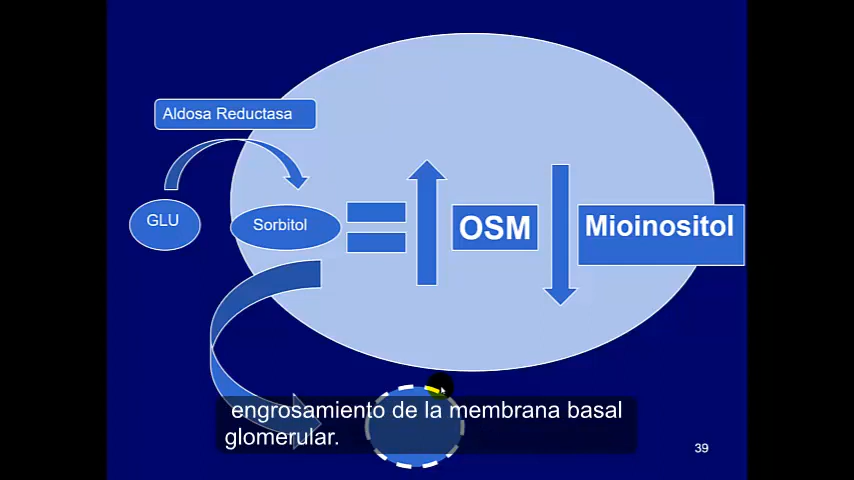 Aldosa Reductasa
GLU
Sorbitol
OSM
Mioinositol
engrosamiento de la membrana basal
glomerular.
39